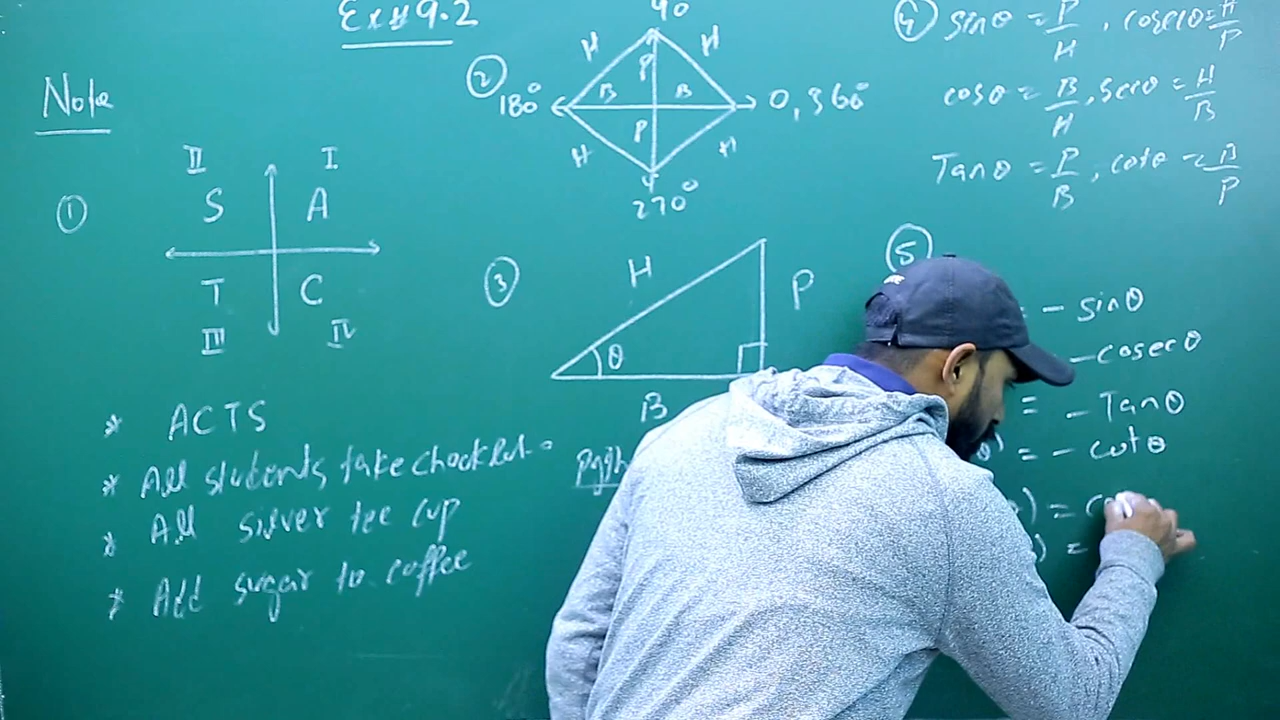 Ex # 9.2
Note
①
II I
S A
T C
III IV
* ACTS
* All students take
* All silver tee cup
* Add sugar to coffee
②
90
H H
P
180° B B 0, 360°
P
H H
270°
③
H P
θ
B
④ sinθ = P/H , cosecθ = H/P
cosθ = B/H , secθ = H/B
Tanθ = P/B , cotθ = B/P
⑤
= - sinθ
- cosecθ
= - Tanθ
= - cotθ
) =
) =